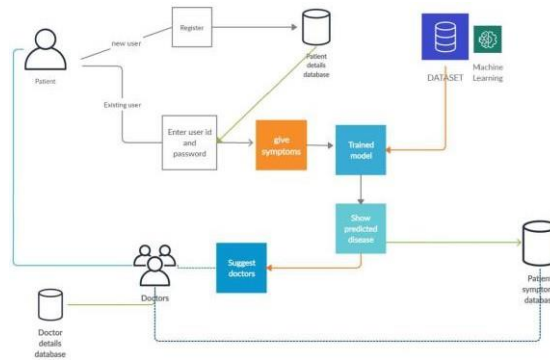 new user
Register
Patient
Patient
details
database
DATASET
Machine
Learning
Existing user
Enter user id
and
password
give
symptoms
Trained
model
Show
predicted
disease
Suggest
doctors
Doctors
Patient
symptom
database
Doctor
details
database